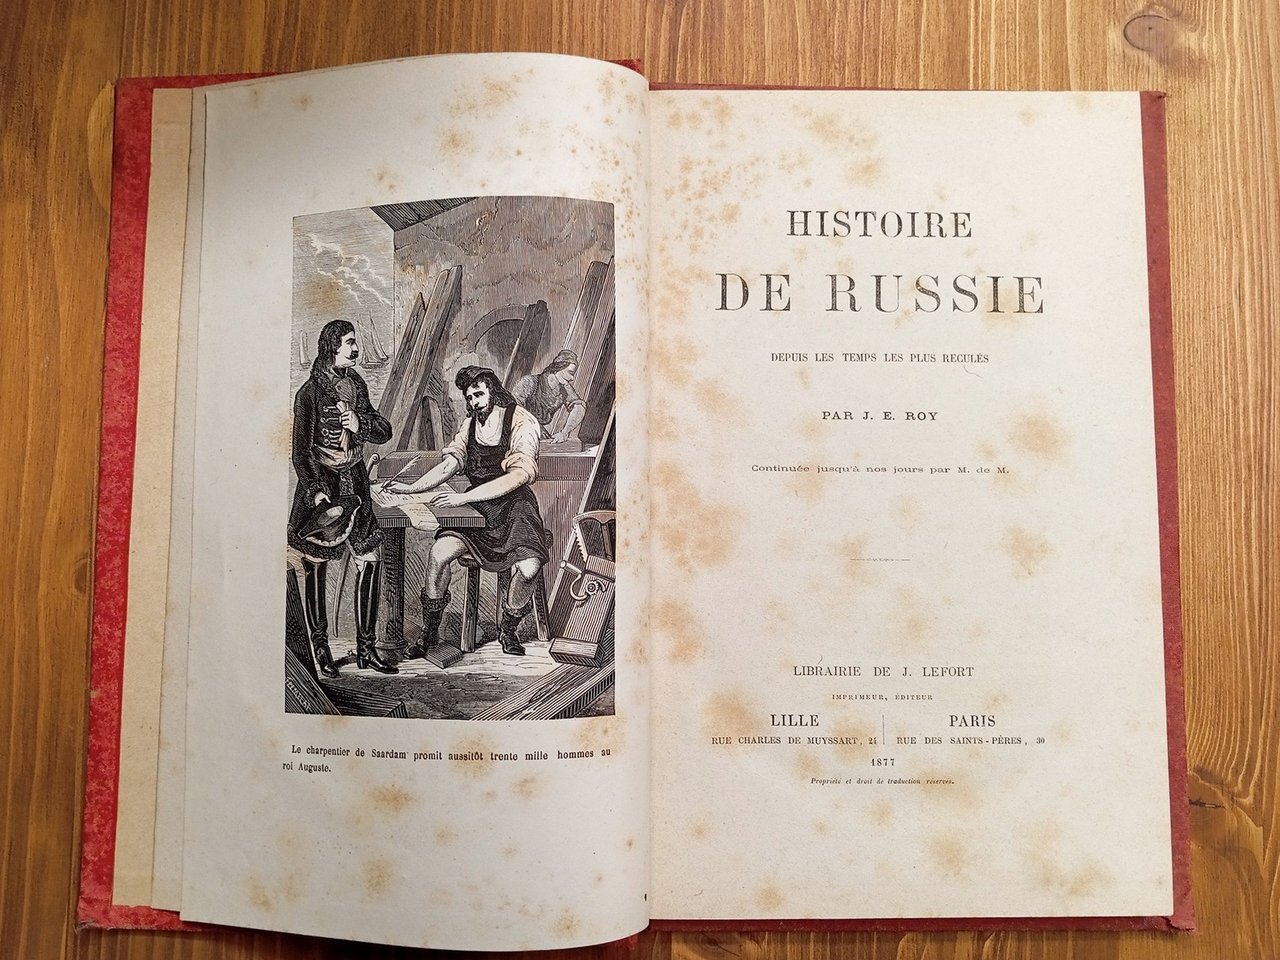 Le charpentier de Saardam promit aussitôt trente mille hommes au
roi Auguste.
HISTOIRE
DE RUSSIE
DEPUIS LES TEMPS LES PLUS RECULÉS
PAR J. E. ROY
Continuée jusqu'à nos jours par M. de M.
LIBRAIRIE DE J. LEFORT
IMPRIMEUR, ÉDITEUR
LILLE
RUE CHARLES DE MUYSSART, 24
PARIS
RUE DES SAINTS-PÈRES, 30
1877
Propriété et droit de traduction réservés.